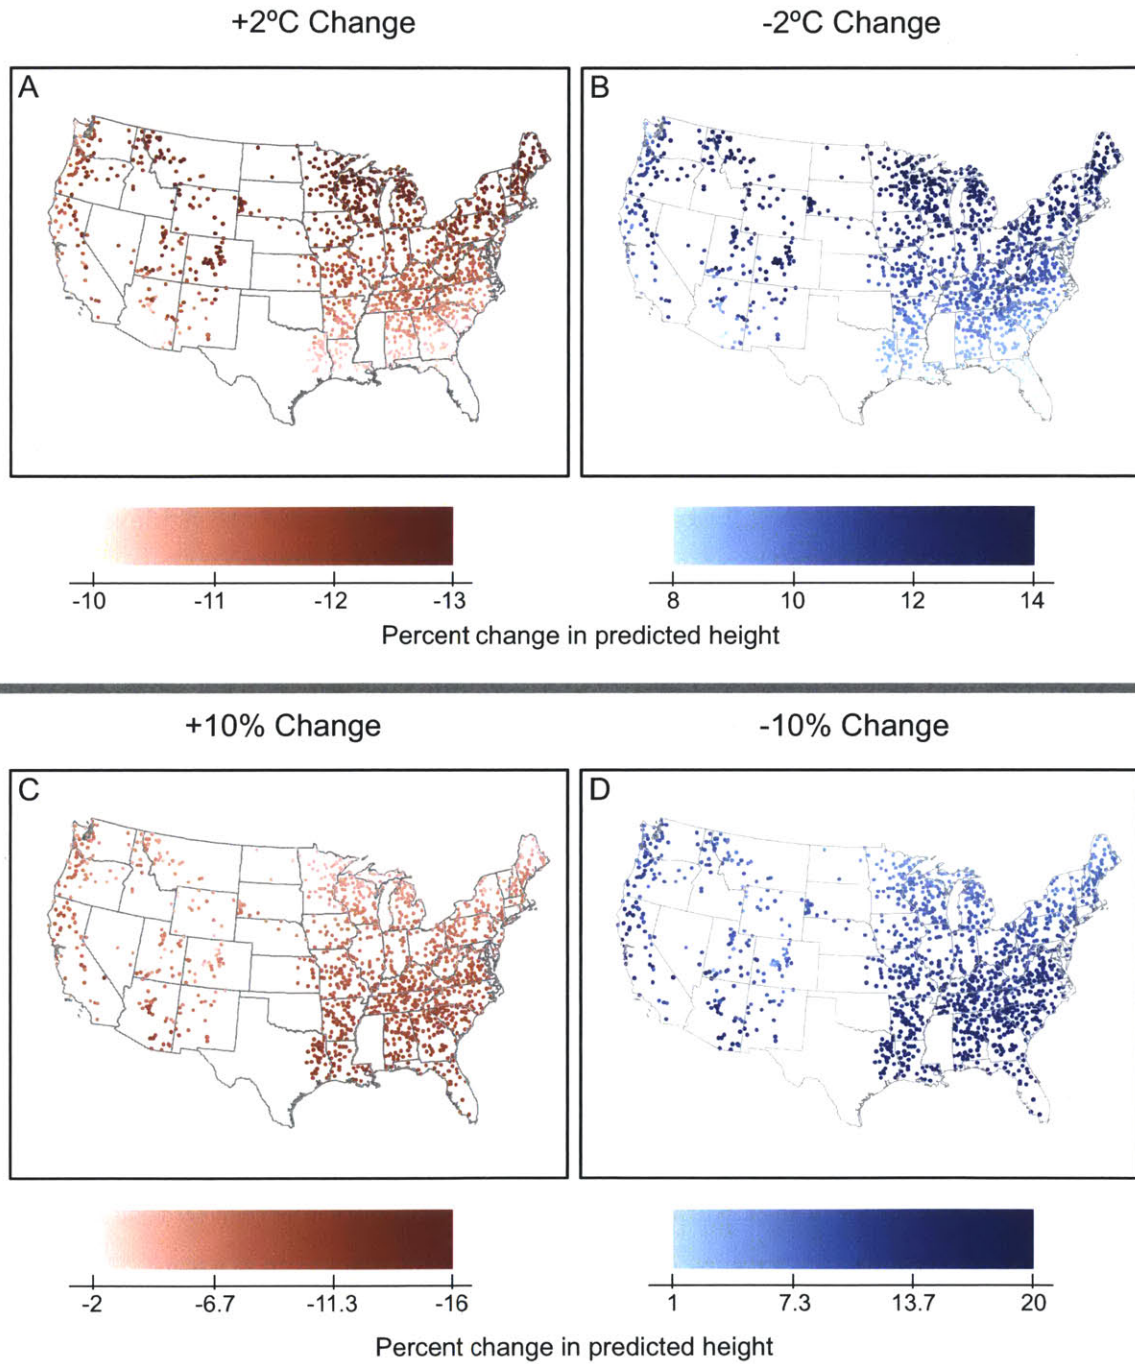 +2ºC Change
-2ºC Change
A
B
-10 -11 -12 -13
8 10 12 14
Percent change in predicted height
+10% Change
-10% Change
C
D
-2 -6.7 -11.3 -16
1 7.3 13.7 20
Percent change in predicted height